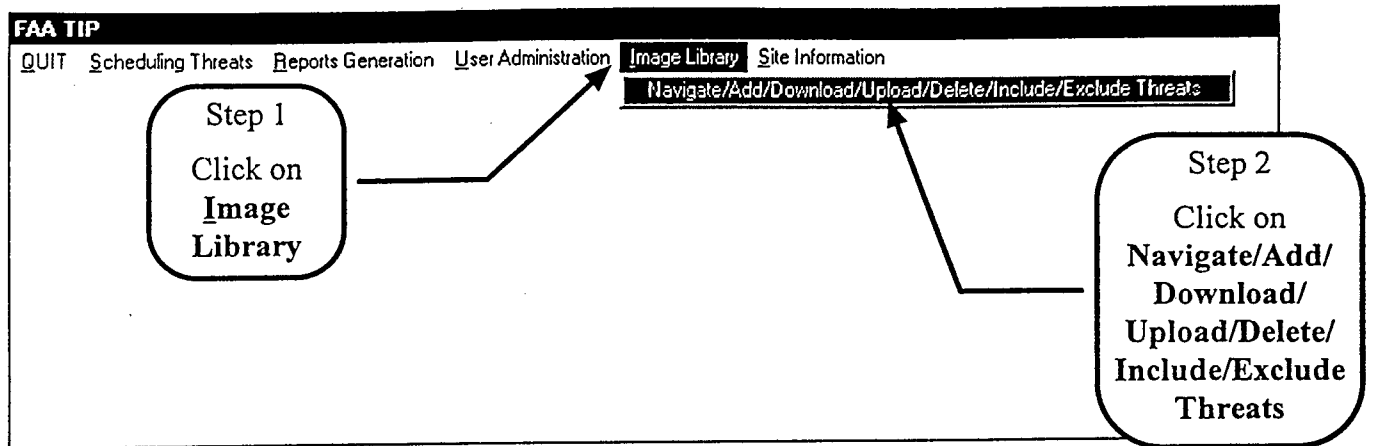 FAA TIP
QUIT Scheduling Threats Reports Generation User Administration Image Library Site Information
Navigate/Add/Download/Upload/Delete/Include/Exclude Threats
Step 1
Click on
Image
Library
Step 2
Click on
Navigate/Add/
Download/
Upload/Delete/
Include/Exclude
Threats